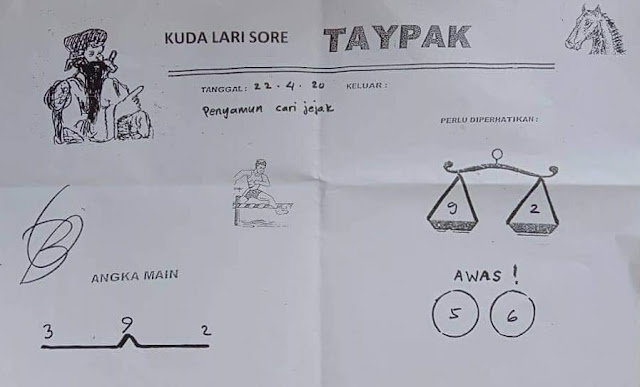 KUDA LARI SORE TAYPAK
TANGGAL : 22 . 4 . 20 KELUAR :
Penyamun cari jejak
PERLU DIPERHATIKAN :
9 2
ANGKA MAIN
3 9 2
AWAS !
5 6